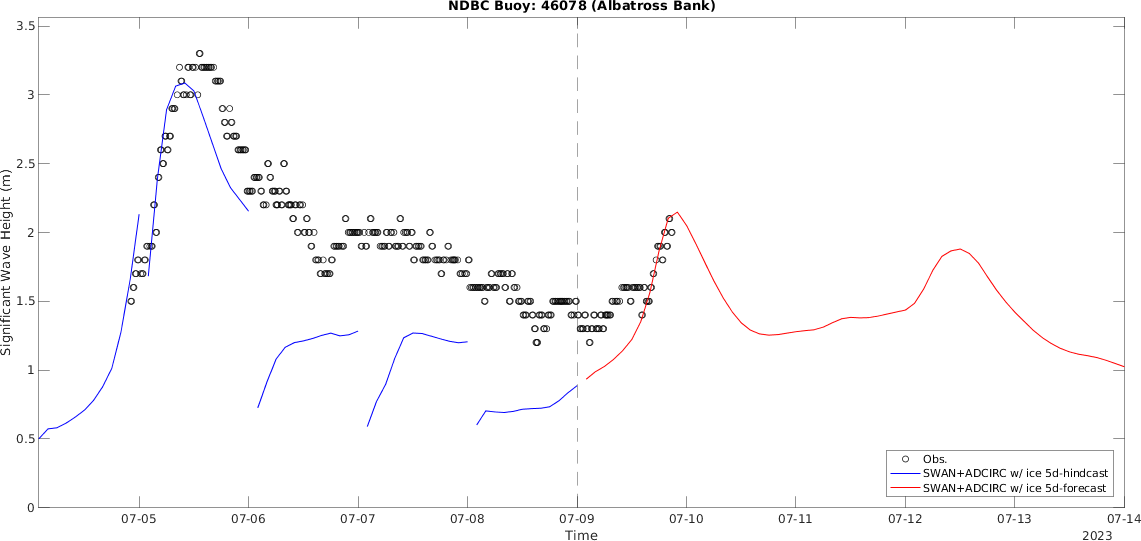 NDBC Buoy: 46078 (Albatross Bank)
3.5
3
2.5
2
1.5
1
0.5
0
Significant Wave Height (m)
Obs.
SWAN+ADCIRC w/ ice 5d-hindcast
SWAN+ADCIRC w/ ice 5d-forecast
07-05 07-06 07-07 07-08 07-09 07-10 07-11 07-12 07-13 07-14
Time
2023